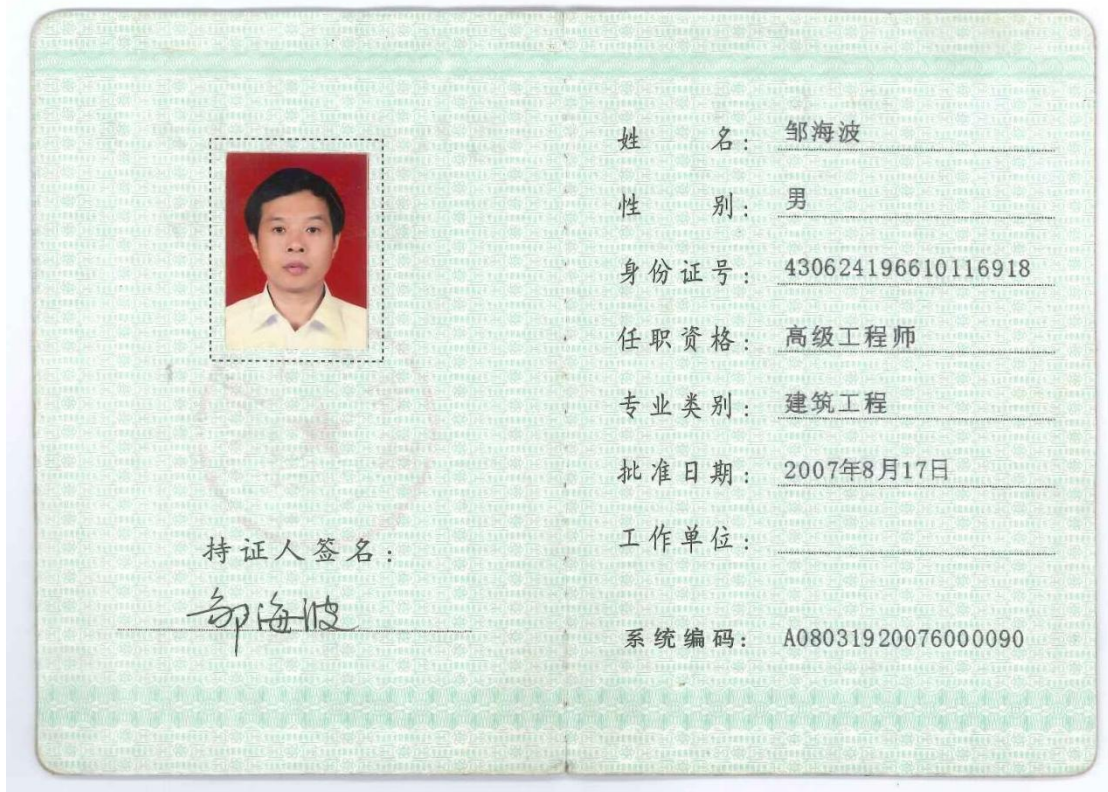 持证人签名:
邹海波
姓 名: 邹海波
性 别: 男
身份证号: 430624196610116918
任职资格: 高级工程师
专业类别: 建筑工程
批准日期: 2007年8月17日
工作单位:
系统编码: A08031920076000090